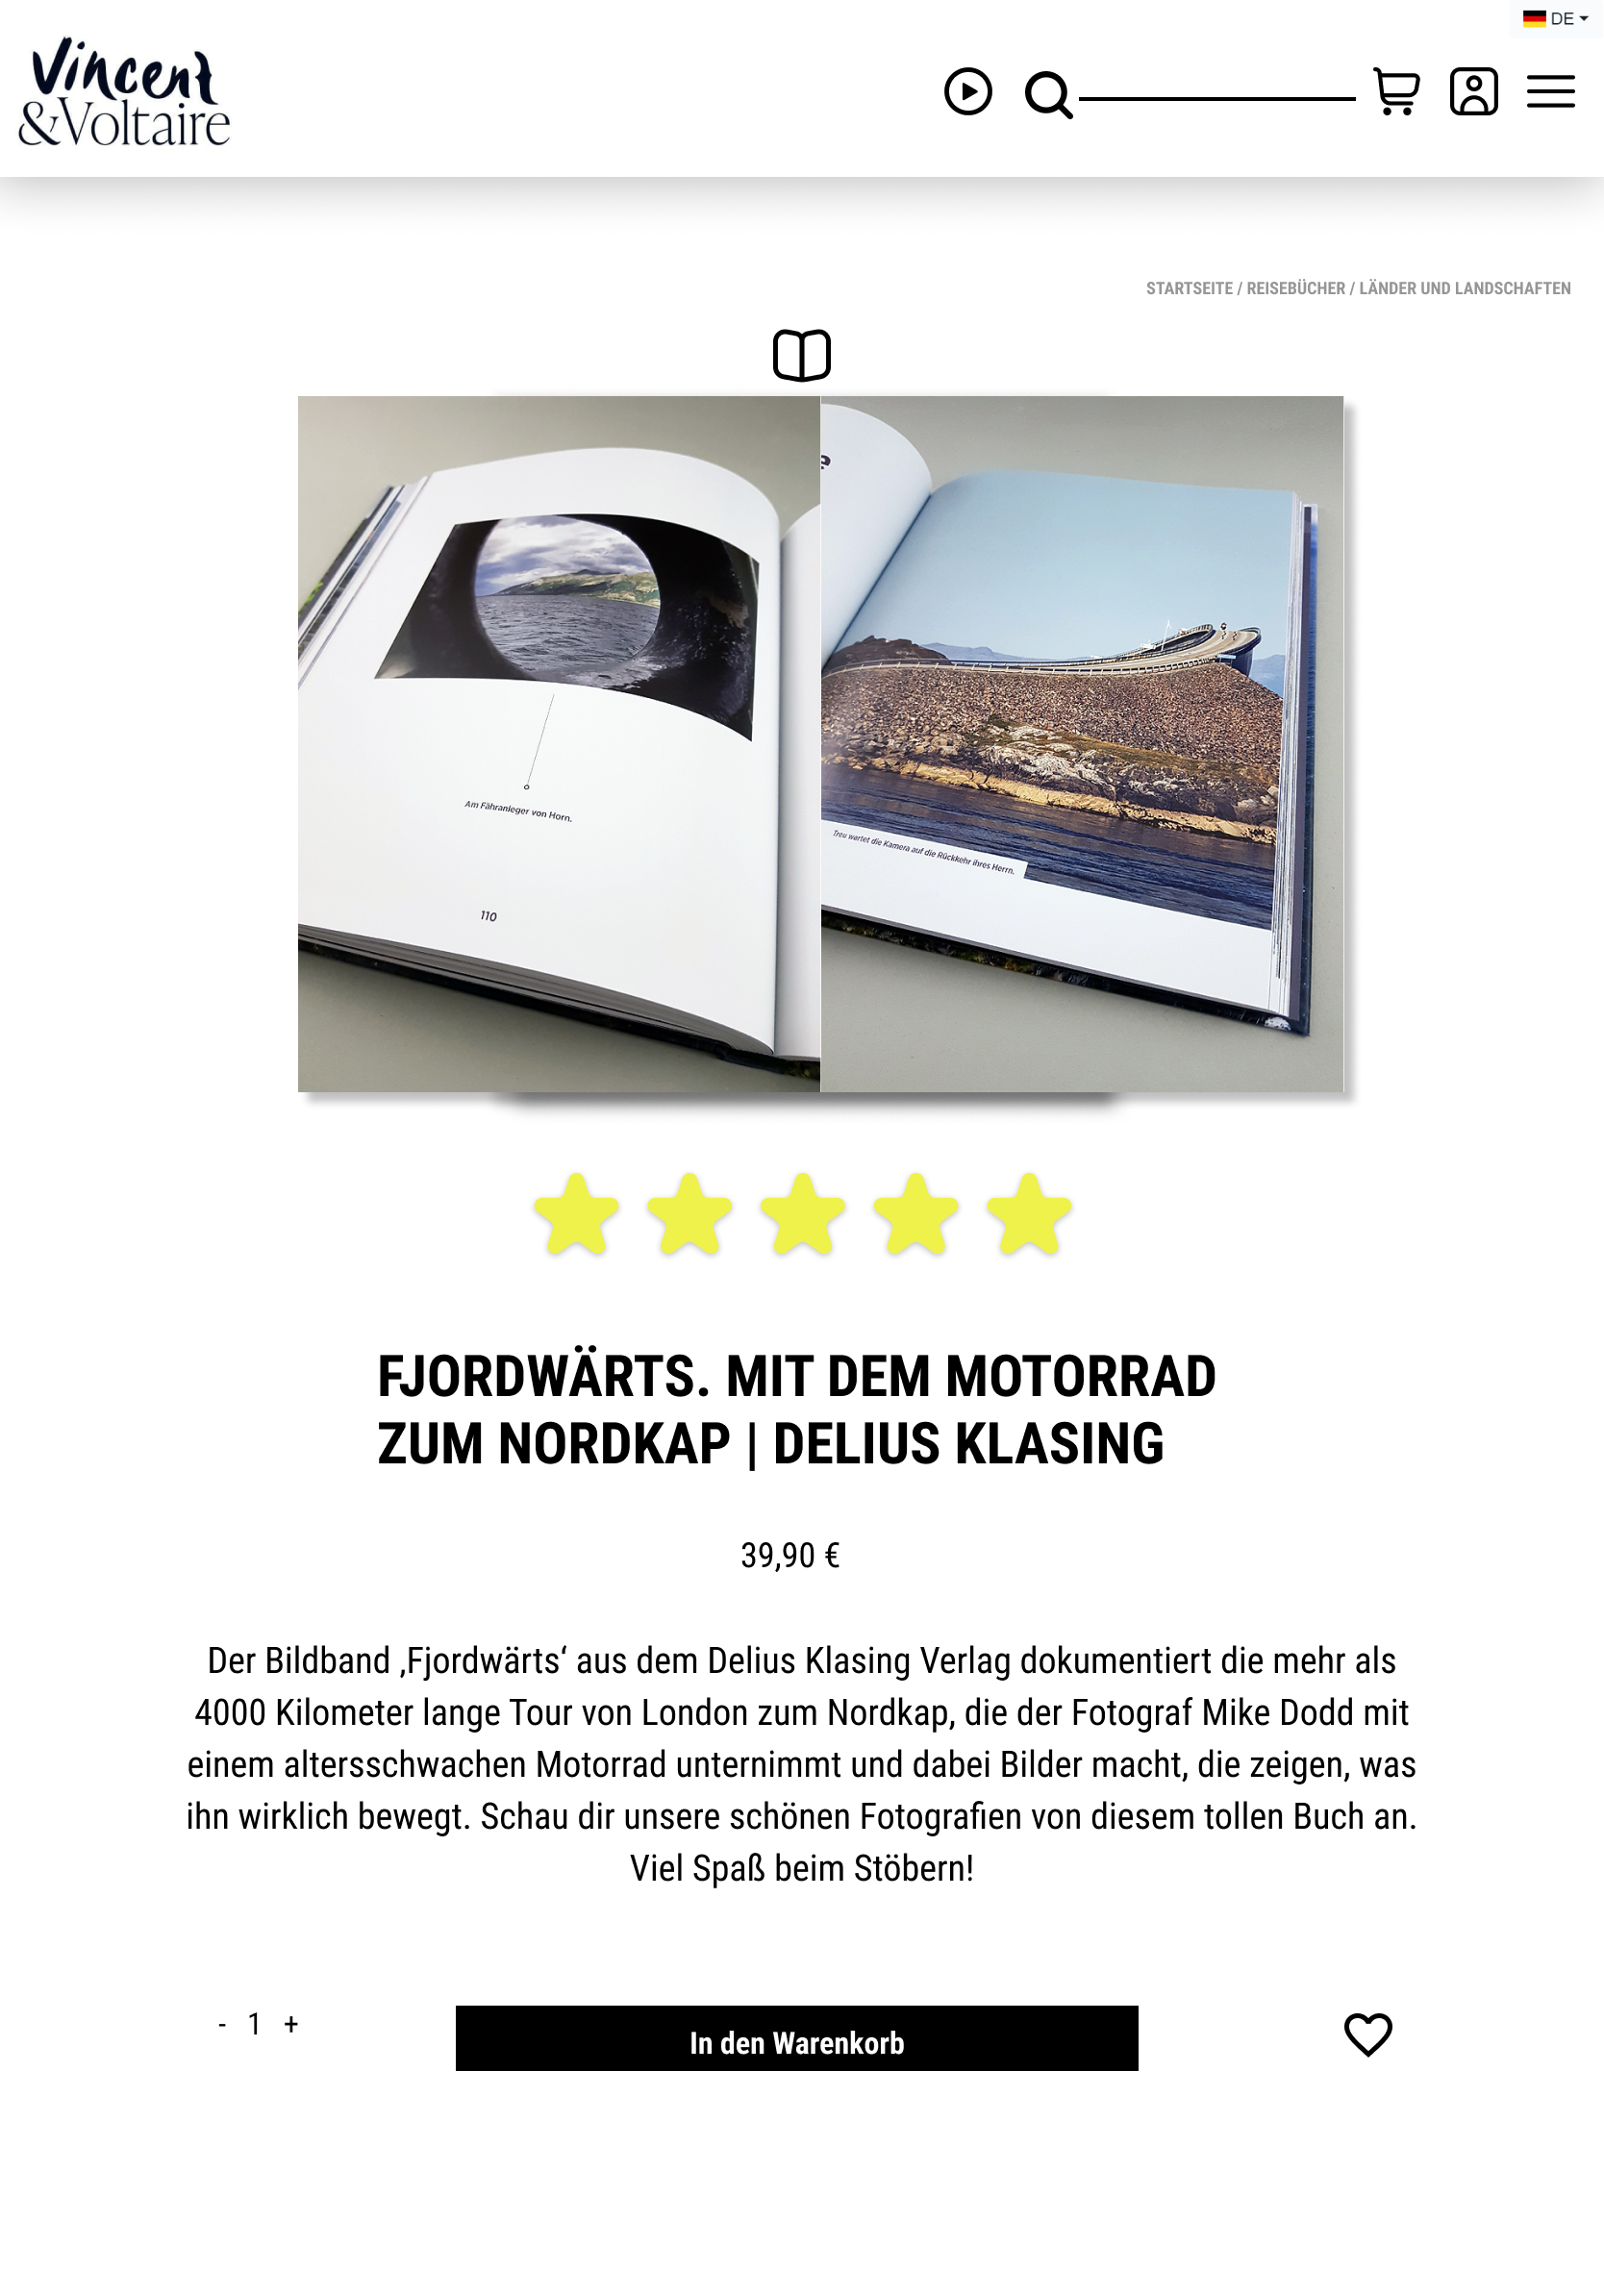 DE
Vincent
&Voltaire
STARTSEITE / REISEBÜCHER / LÄNDER UND LANDSCHAFTEN
Am Fähranleger von Horn.
110
e
Treu wartet die Kamera auf die Rückkehr ihres Herrn.
FJORDWÄRTS. MIT DEM MOTORRAD
ZUM NORDKAP | DELIUS KLASING
39,90 €
Der Bildband ‚Fjordwärts‘ aus dem Delius Klasing Verlag dokumentiert die mehr als
4000 Kilometer lange Tour von London zum Nordkap, die der Fotograf Mike Dodd mit
einem altersschwachen Motorrad unternimmt und dabei Bilder macht, die zeigen, was
ihn wirklich bewegt. Schau dir unsere schönen Fotografien von diesem tollen Buch an.
Viel Spaß beim Stöbern!
- 1 +
In den Warenkorb